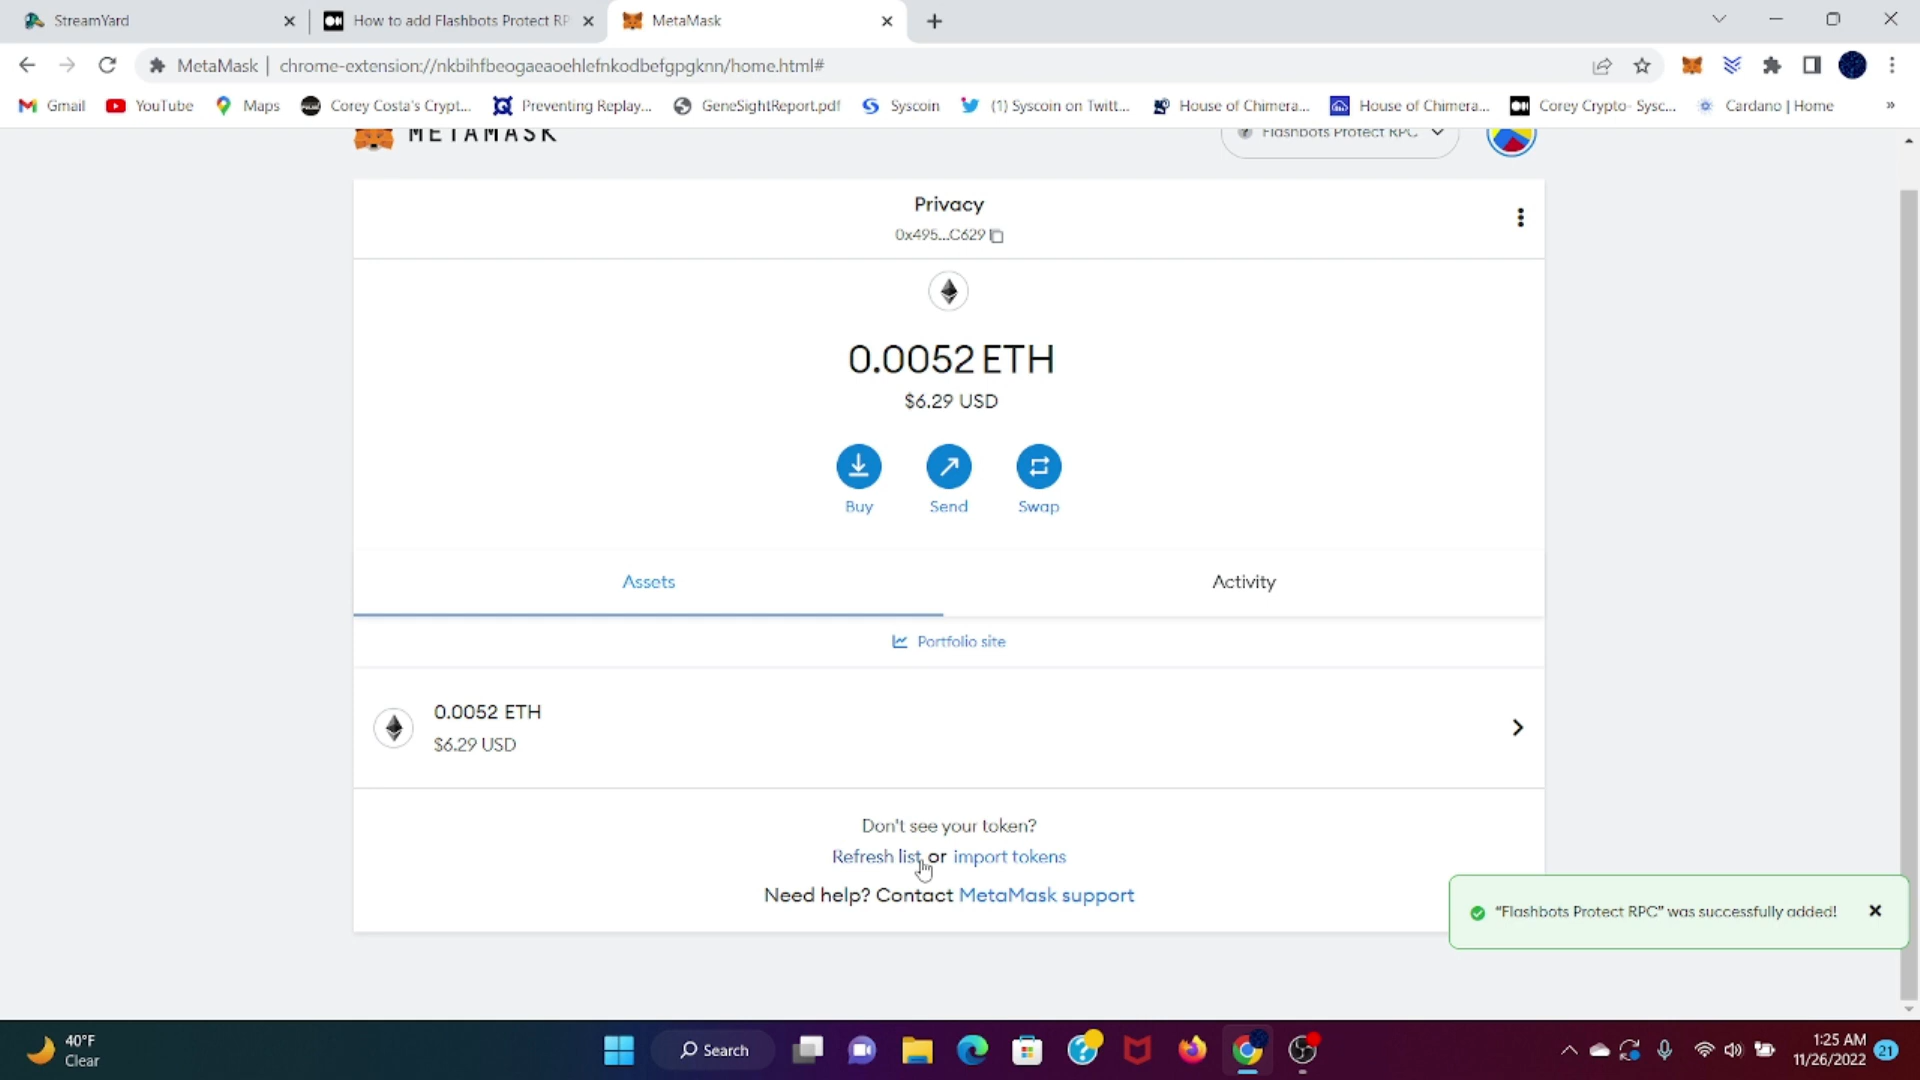 StreamYard
How to add Flashbots Protect RP
MetaMask
MetaMask | chrome-extension://nkbihfbeogaeaoehlefnkodbefgpgknn/home.html#
Gmail
YouTube
Maps
Corey Costa's Crypt...
Preventing Replay...
GeneSightReport.pdf
Syscoin
(1) Syscoin on Twitt...
House of Chimera...
House of Chimera...
Corey Crypto- Sysc...
Cardano | Home
»
METAMASK
Flashbots Protect RPC
Privacy
0x495...C629
0.0052 ETH
$6.29 USD
Buy
Send
Swap
Assets
Activity
Portfolio site
0.0052 ETH
$6.29 USD
Don't see your token?
Refresh list or import tokens
Need help? Contact MetaMask support
"Flashbots Protect RPC" was successfully added!
40°F
Clear
Search
1:25 AM
11/26/2022
21